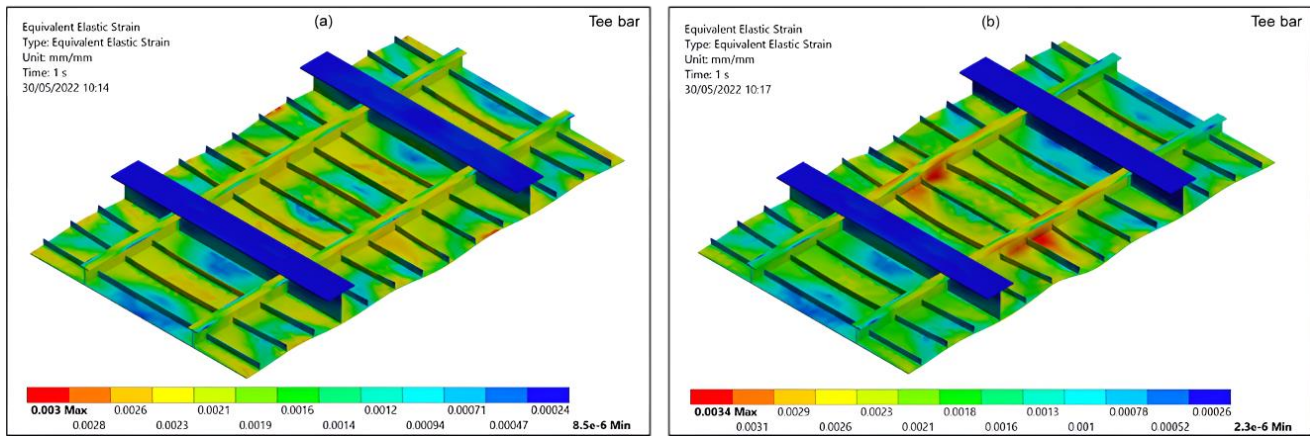 Equivalent Elastic Strain
Type: Equivalent Elastic Strain
Unit: mm/mm
Time: 1 s
30/05/2022 10:14
(a)
Tee bar
0.003 Max
0.0026
0.0021
0.0016
0.0012
0.00071
0.00024
0.0028
0.0023
0.0019
0.0014
0.00094
0.00047
8.5e-6 Min
Equivalent Elastic Strain
Type: Equivalent Elastic Strain
Unit: mm/mm
Time: 1 s
30/05/2022 10:17
(b)
Tee bar
0.0034 Max
0.0029
0.0023
0.0018
0.0013
0.00078
0.00026
0.0031
0.0026
0.0021
0.0016
0.001
0.00052
2.3e-6 Min